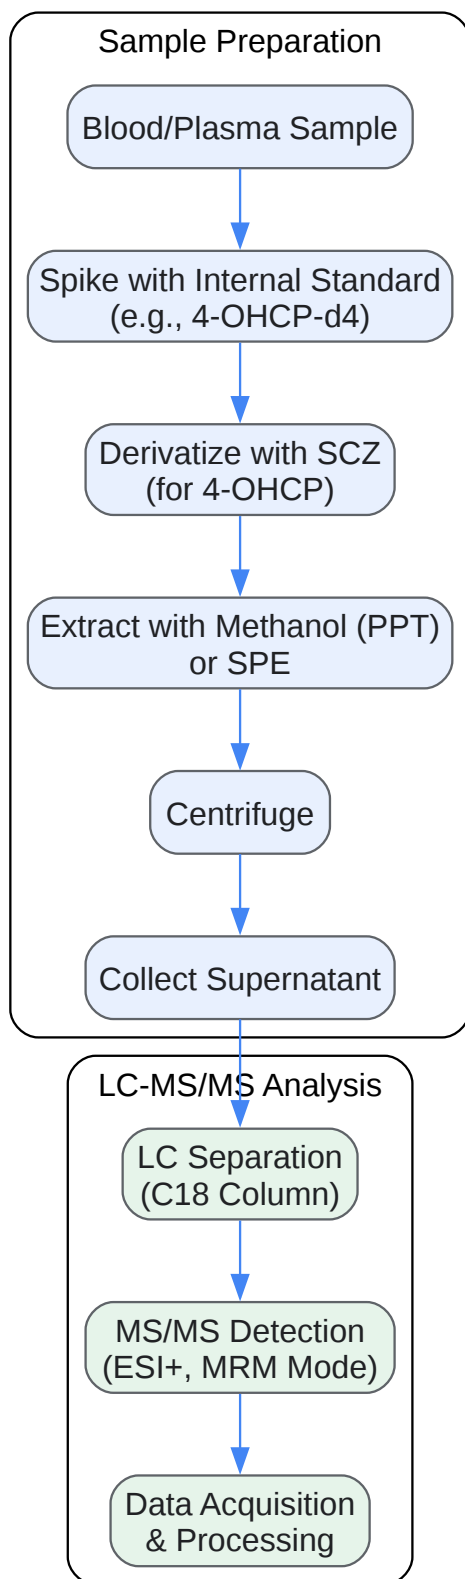 Sample Preparation
Blood/Plasma Sample
Spike with Internal Standard
(e.g., 4-OHCP-d4)
Derivatize with SCZ
(for 4-OHCP)
Extract with Methanol (PPT)
or SPE
Centrifuge
Collect Supernatant
LC-MS/MS Analysis
LC Separation
(C18 Column)
MS/MS Detection
(ESI+, MRM Mode)
Data Acquisition
& Processing